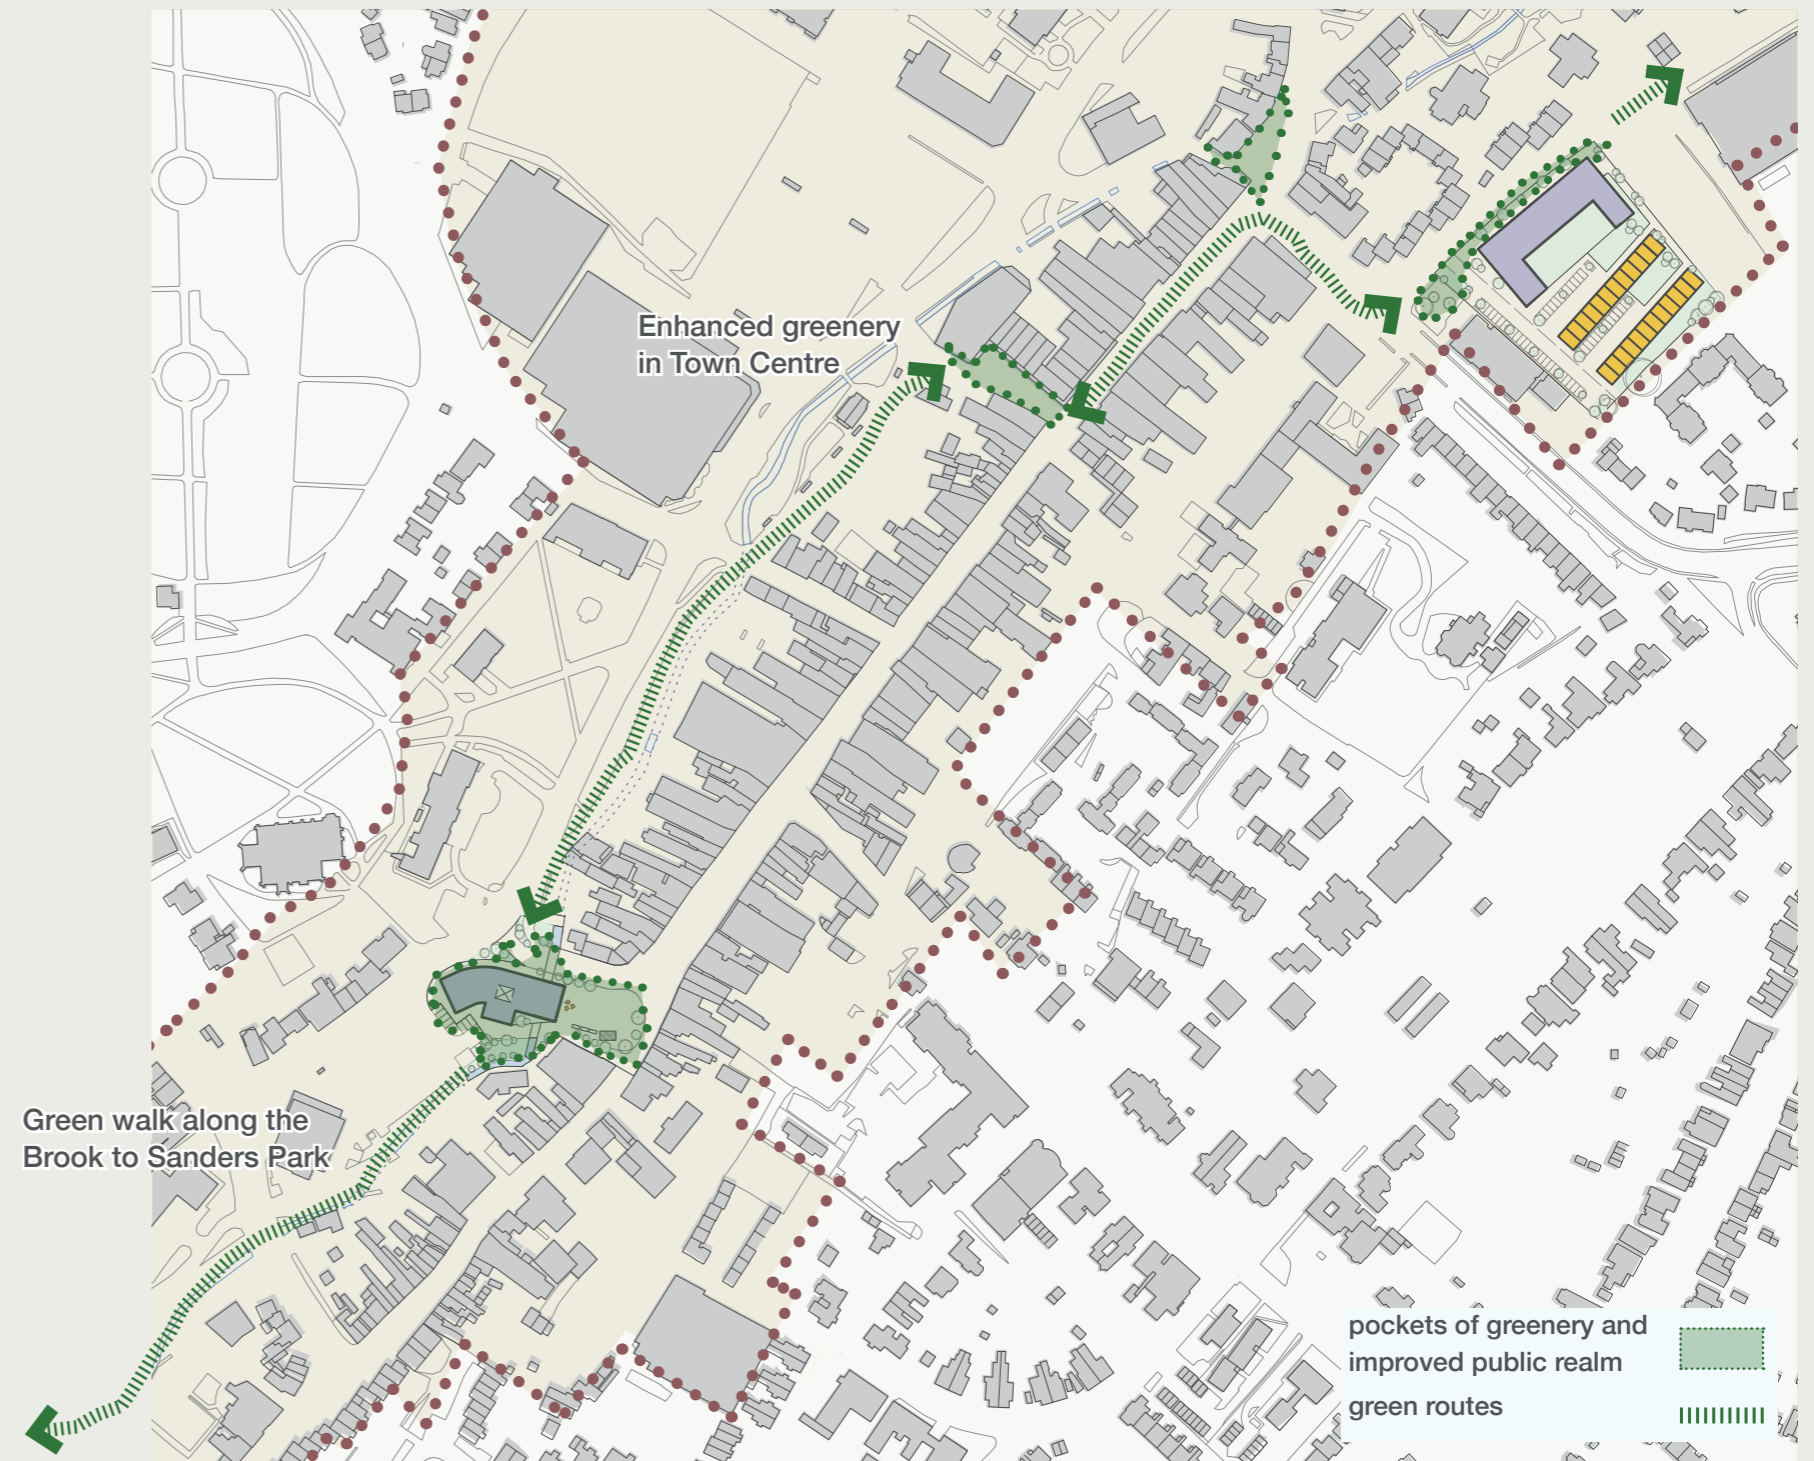 Enhanced greenery
in Town Centre
Green walk along the
Brook to Sanders Park
pockets of greenery and
improved public realm
green routes